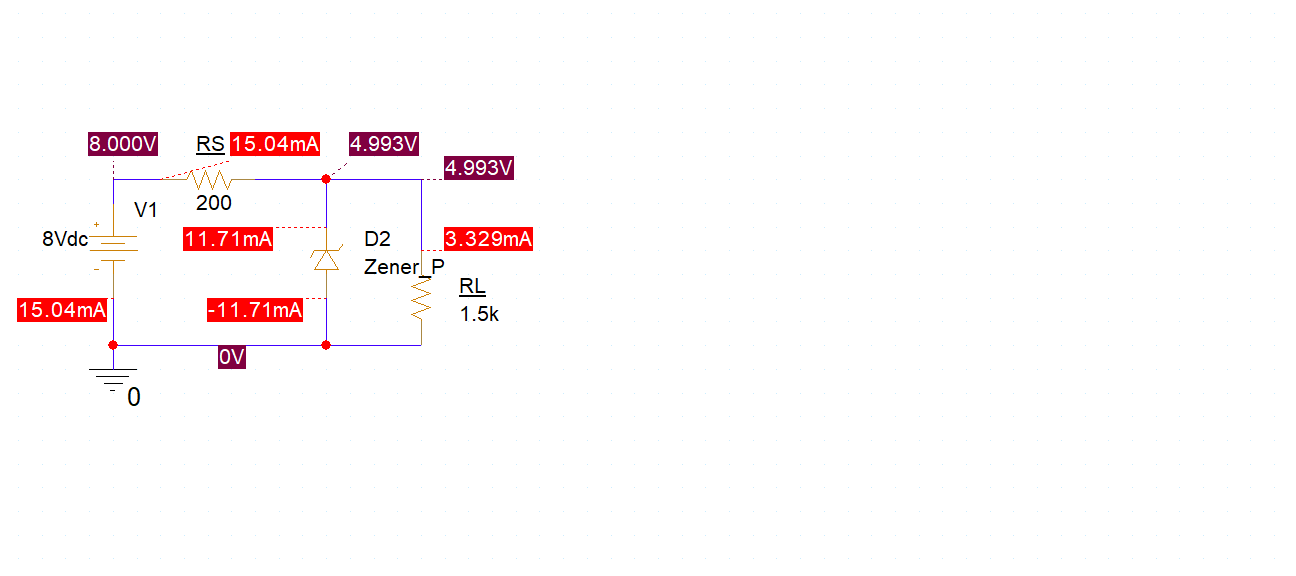 8.000V
RS
15.04mA
4.993V
4.993V
200
V1
8Vdc
+
-
11.71mA
D2
3.329mA
Zener_P
RL
1.5k
15.04mA
-11.71mA
0V
0